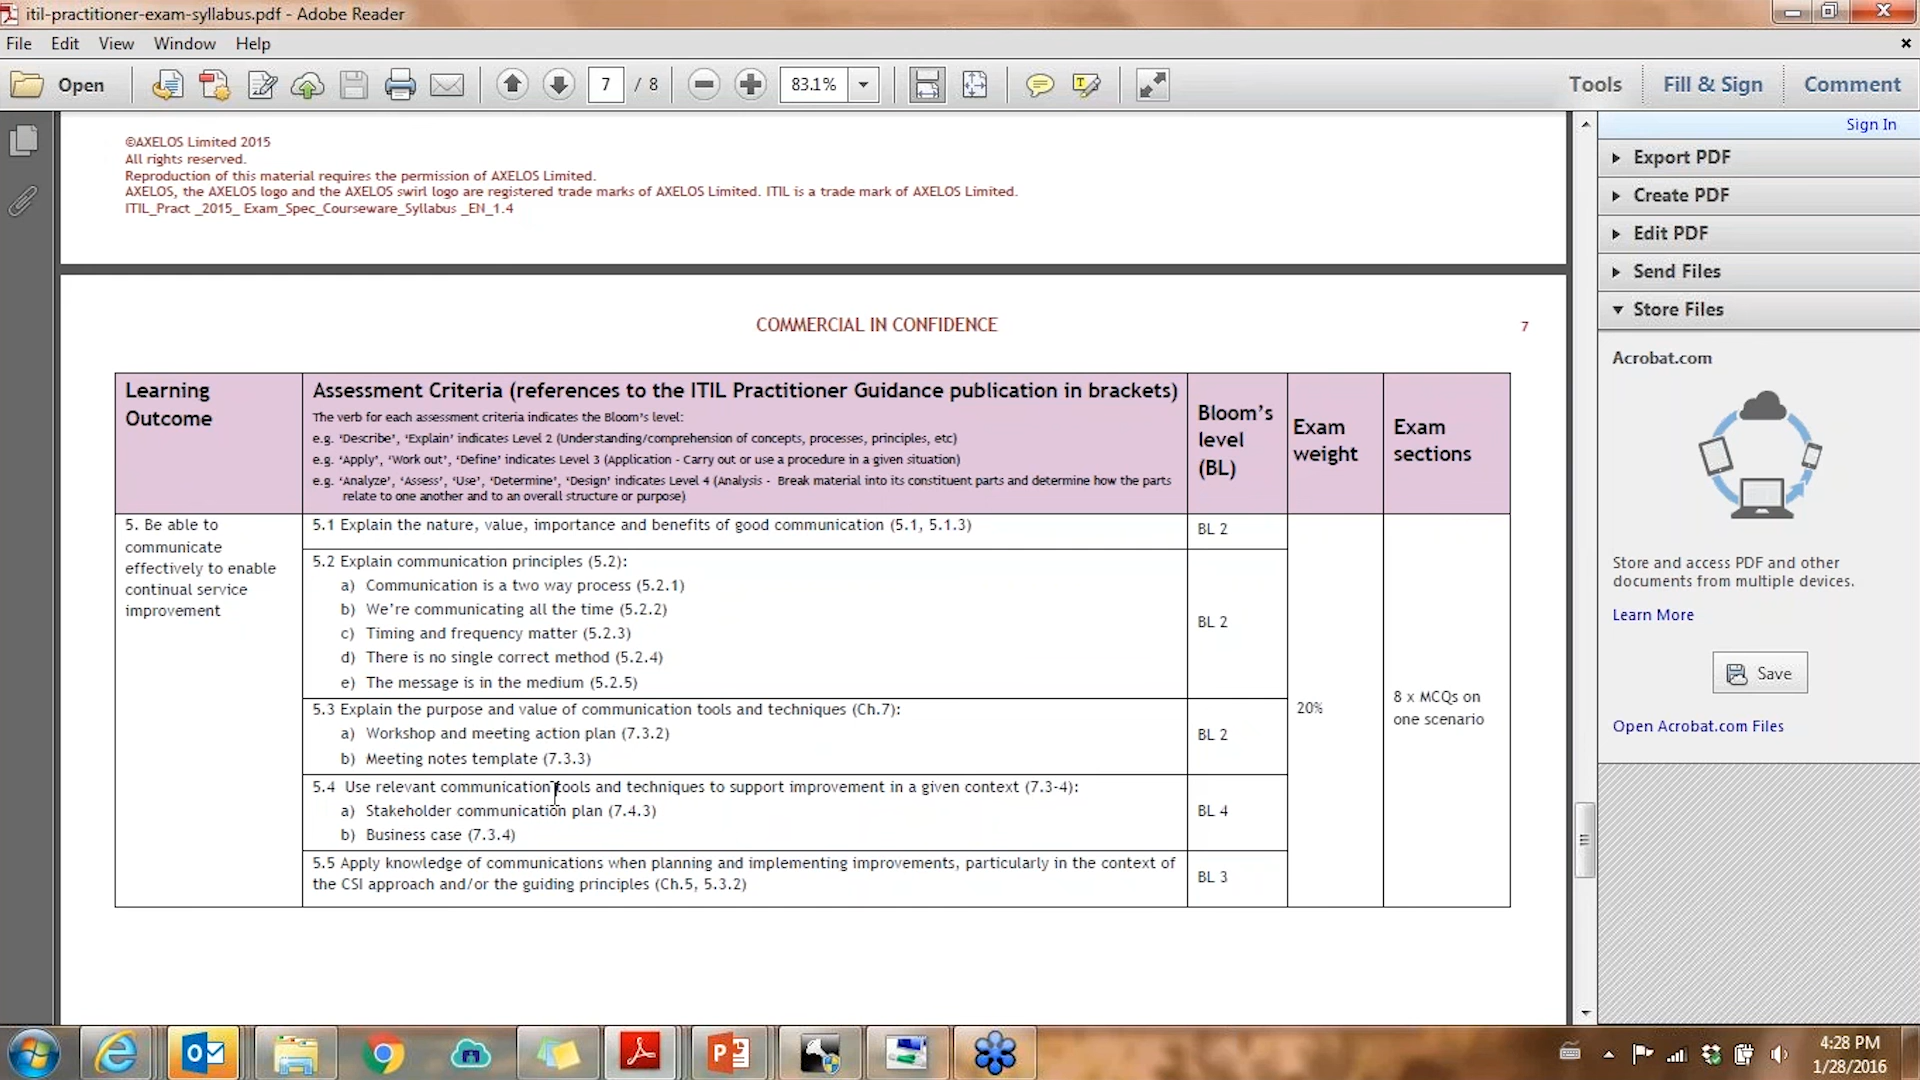 itil-practitioner-exam-syllabus.pdf - Adobe Reader
File Edit View Window Help
Open 7 / 8 83.1% Tools Fill & Sign Comment
Sign In
©AXELOS Limited 2015
All rights reserved.
Reproduction of this material requires the permission of AXELOS Limited.
AXELOS, the AXELOS logo and the AXELOS swirl logo are registered trade marks of AXELOS Limited. ITIL is a trade mark of AXELOS Limited.
ITIL_Pract _2015_ Exam_Spec_Courseware_Syllabus _EN_1.4
COMMERCIAL IN CONFIDENCE
7
Learning
Outcome
Assessment Criteria (references to the ITIL Practitioner Guidance publication in brackets)
The verb for each assessment criteria indicates the Bloom's level:
e.g. ‘Describe’, ‘Explain’ indicates Level 2 (Understanding/comprehension of concepts, processes, principles, etc)
e.g. ‘Apply’, ‘Work out’, ‘Define’ indicates Level 3 (Application - Carry out or use a procedure in a given situation)
e.g. ‘Analyze’, ‘Assess’, ‘Use’, ‘Determine’, ‘Design’ indicates Level 4 (Analysis - Break material into its constituent parts and determine how the parts
relate to one another and to an overall structure or purpose)
Bloom's
level
(BL)
Exam
weight
Exam
sections
5. Be able to
communicate
effectively to enable
continual service
improvement
5.1 Explain the nature, value, importance and benefits of good communication (5.1, 5.1.3)
BL 2
5.2 Explain communication principles (5.2):
a) Communication is a two way process (5.2.1)
b) We're communicating all the time (5.2.2)
c) Timing and frequency matter (5.2.3)
d) There is no single correct method (5.2.4)
e) The message is in the medium (5.2.5)
BL 2
5.3 Explain the purpose and value of communication tools and techniques (Ch.7):
a) Workshop and meeting action plan (7.3.2)
b) Meeting notes template (7.3.3)
BL 2
5.4 Use relevant communication tools and techniques to support improvement in a given context (7.3-4):
a) Stakeholder communication plan (7.4.3)
b) Business case (7.3.4)
BL 4
5.5 Apply knowledge of communications when planning and implementing improvements, particularly in the context of
the CSI approach and/or the guiding principles (Ch.5, 5.3.2)
BL 3
20%
8 x MCQs on
one scenario
Export PDF
Create PDF
Edit PDF
Send Files
Store Files
Acrobat.com
Store and access PDF and other
documents from multiple devices.
Learn More
Save
Open Acrobat.com Files
4:28 PM
1/28/2016